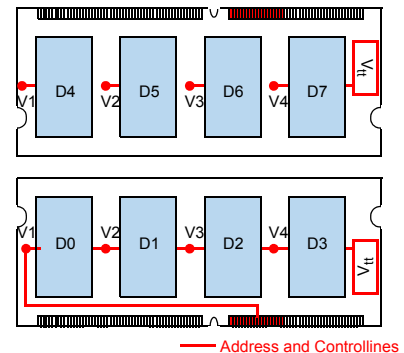 D4 D5 D6 D7 Vtt
V1 V2 V3 V4
V1 V2 V3 V4
D0 D1 D2 D3
Vtt
Address and Controllines